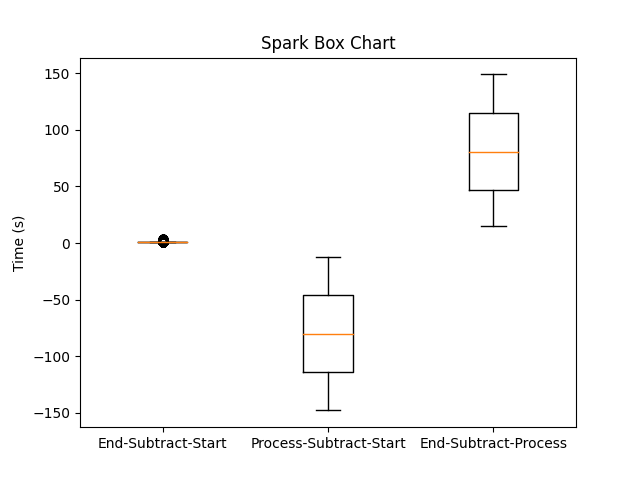 Spark Box Chart
150
100
50
0
−50
−100
−150
Time (s)
End-Subtract-Start
Process-Subtract-Start
End-Subtract-Process